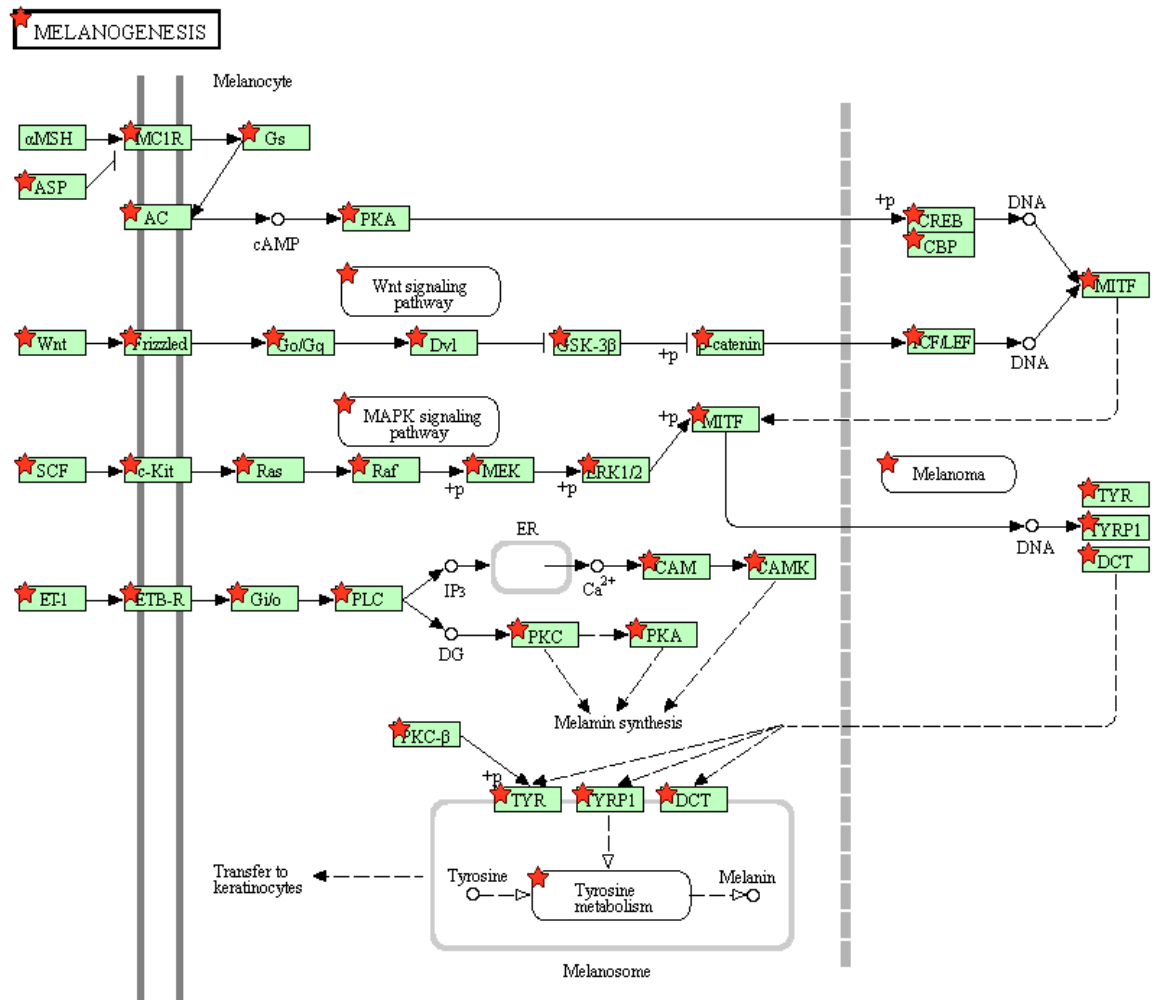 MELANOGENESIS
Melanocyte
αMSH
MC1R
Gs
ASP
AC
cAMP
PKA
+p
CREB
CBP
DNA
MITF
Wnt signaling
pathway
Wnt
Frizzled
Go/Gq
Dvl
GSK-3β
+p
β-catenin
TCF/LEF
DNA
MAPK signaling
pathway
+p
MITF
SCF
c-Kit
Ras
Raf
+p
MEK
+p
ERK1/2
Melanoma
TYR
TYRP1
DCT
DNA
ER
IP3
Ca2+
CAM
CAMK
ET-1
ETB-R
Gi/o
PLC
DG
PKC
PKA
Melamin synthesis
PKC-β
+p
TYR
TYRP1
DCT
Transfer to
keratinocytes
Tyrosine
Tyrosine
metabolism
Melanin
Melanosome